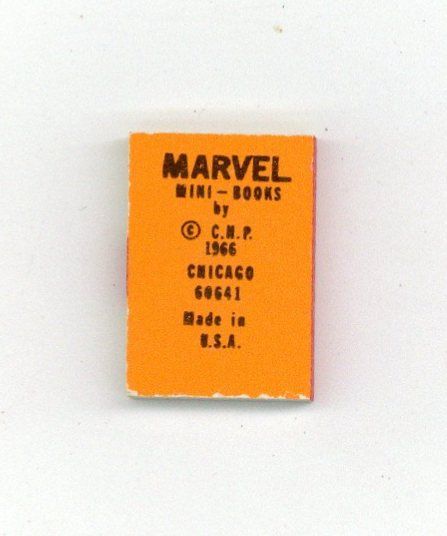 MARVEL
MINI-BOOKS
by
© C.M.P.
1966
CHICAGO
60641
Made in
U.S.A.